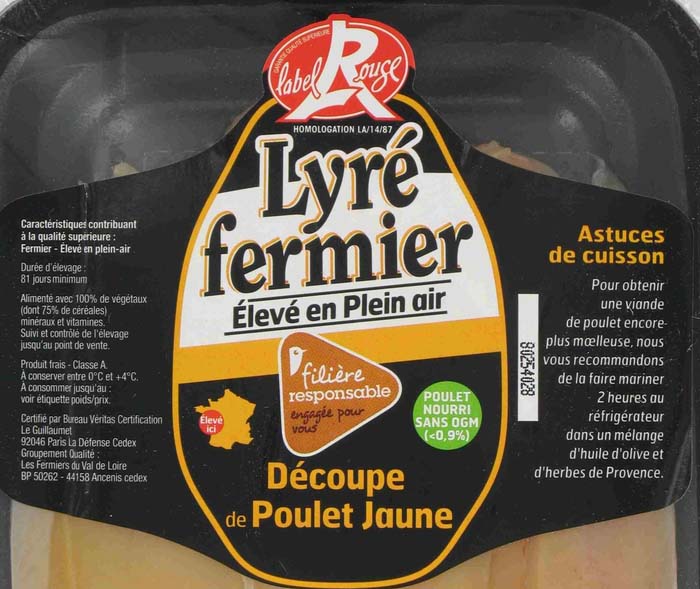 GARANTIE QUALITÉ SUPÉRIEURE
Label Rouge
HOMOLOGATION LA/14/87
Lyré
fermier
Élevé en Plein air
filière
responsable
engagée pour
vous
Élevé
ici
POULET
NOURRI
SANS OGM
(<0,9%)
Découpe
de Poulet Jaune
Caractéristiques contribuant
à la qualité supérieure :
Fermier - Élevé en plein-air
Durée d'élevage :
81 jours minimum
Alimenté avec 100% de végétaux
(dont 75% de céréales)
minéraux et vitamines.
Suivi et contrôlé de l'élevage
jusqu'au point de vente.
Produit frais - Classe A.
A conserver entre 0°C et +4°C.
A consommer jusqu'au :
voir étiquette poids/prix.
Certifié par Bureau Véritas Certification
Le Guillaumet
92046 Paris La Défense Cedex
Groupement Qualité :
Les Fermiers du Val de Loire
BP 50262 - 44158 Ancenis cedex
80254028
Astuces
de cuisson
Pour obtenir
une viande
de poulet encore
plus mœlleuse, nous
vous recommandons
de la faire mariner
2 heures au
réfrigérateur
dans un mélange
d'huile d'olive et
d'herbes de Provence.